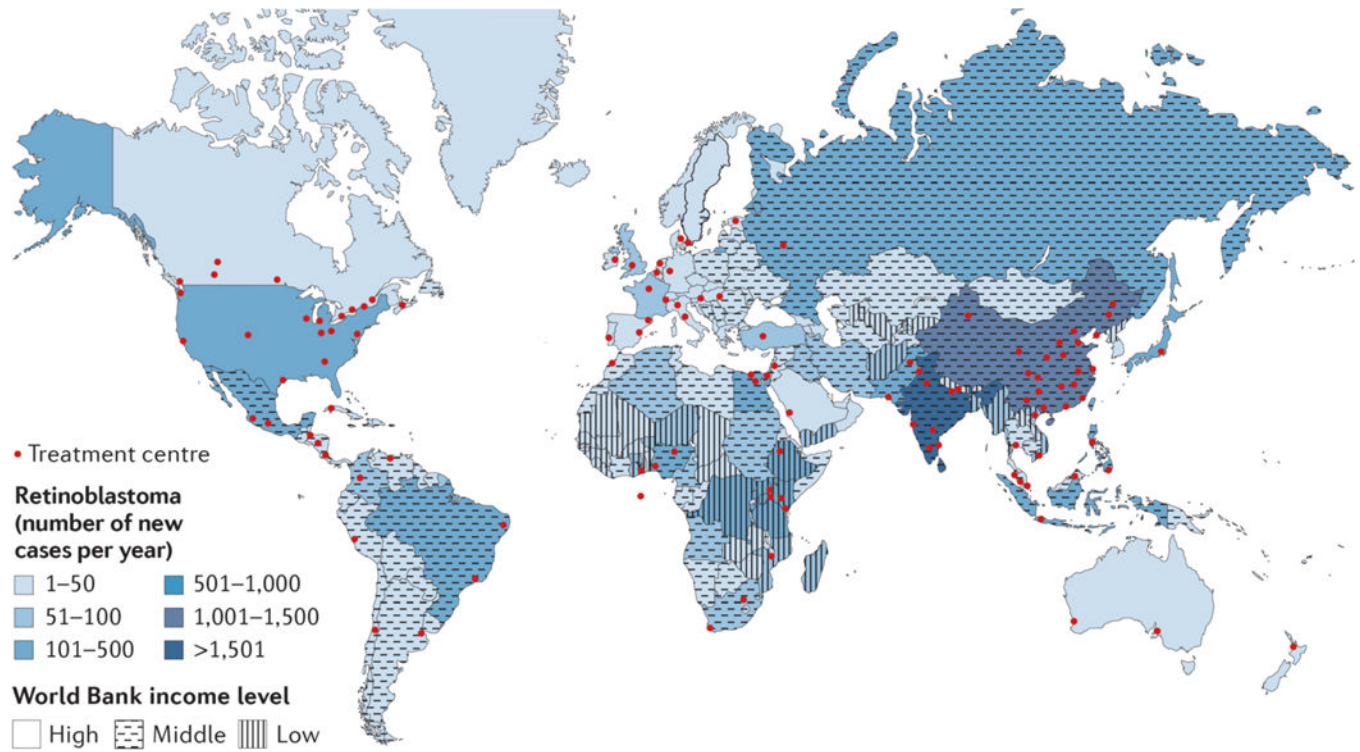 Treatment centre
Retinoblastoma
(number of new
cases per year)
1–50
501–1,000
51–100
1,001–1,500
101–500
>1,501
World Bank income level
High
Middle
Low